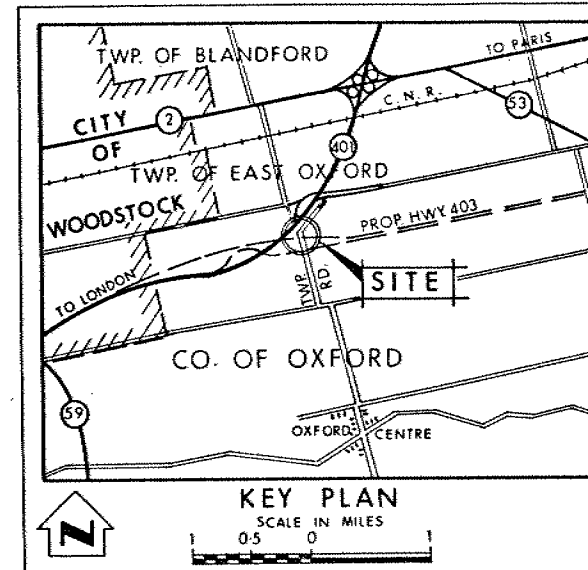 TWP. OF BLANDFORD
TO PARIS
CITY
OF
WOODSTOCK
2
C. N. R.
53
401
TWP. OF EAST OXFORD
PROP. HWY. 403
TO LONDON
TWP. RD.
SITE
CO. OF OXFORD
59
OXFORD CENTRE
KEY PLAN
SCALE IN MILES
1 0·5 0 1
N